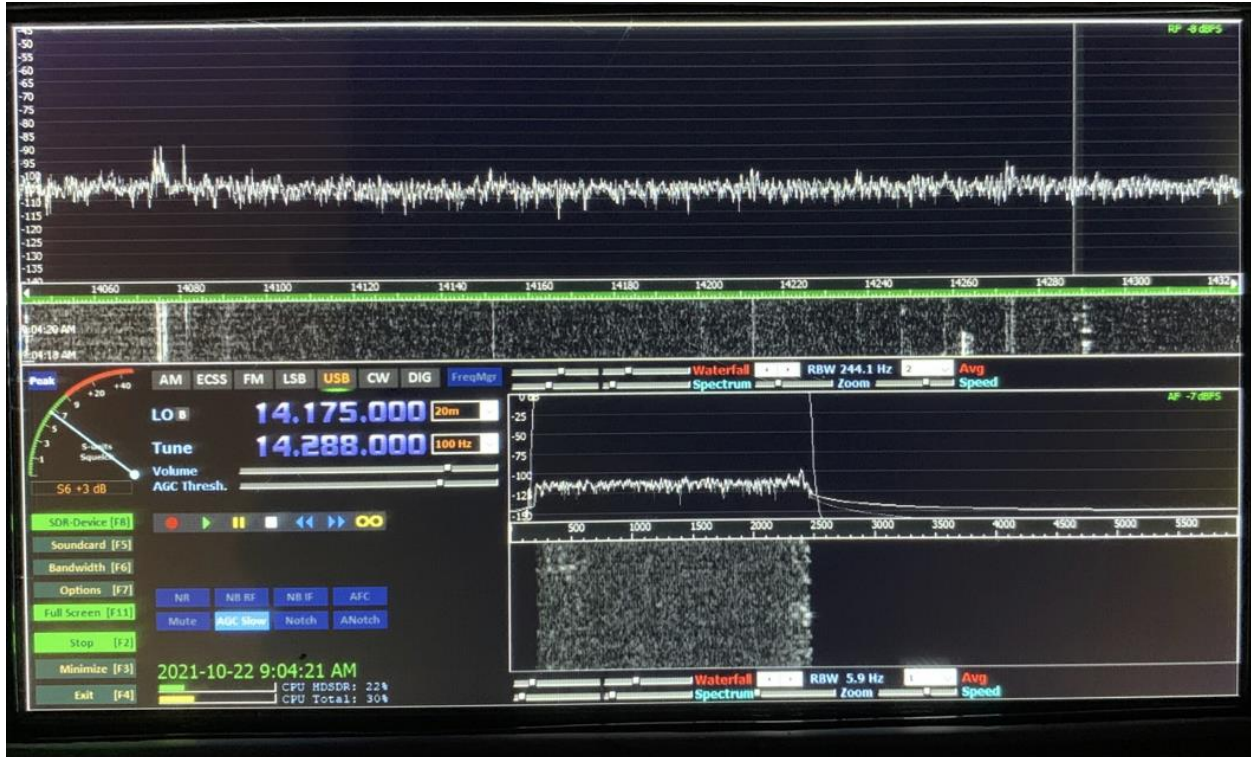 -45
RF -8 dBFS
-50
-55
-60
-65
-70
-75
-80
-85
-90
-95
-100
-110
-115
-120
-125
-130
-135
-140
14060 14080 14100 14120 14140 14160 14180 14200 14220 14240 14260 14280 14300 1432
9:04:20 AM
9:04:18 AM
Peak
+20 +40
9
7
5
3
1
S-units
Squelch
S6 +3 dB
AM ECSS FM LSB USB CW DIG FreqMgr
LO B 14.175.000 20m
Tune 14.288.000 100 Hz
Volume
AGC Thresh.
Waterfall RBW 244.1 Hz 2 Avg
Spectrum Zoom Speed
0 dB
AF -7 dBFS
-25
-50
-75
-100
-125
-150
500 1000 1500 2000 2500 3000 3500 4000 4500 5000 5500
SDR-Device [F8]
Soundcard [F5]
Bandwidth [F6]
Options [F7]
Full Screen [F11]
Stop [F2]
Minimize [F3]
Exit [F4]
NR NB RF NB IF AFC
Mute AGC Slow Notch ANotch
2021-10-22 9:04:21 AM
CPU HDSDR: 22%
CPU Total: 30%
Waterfall RBW 5.9 Hz 1 Avg
Spectrum Zoom Speed